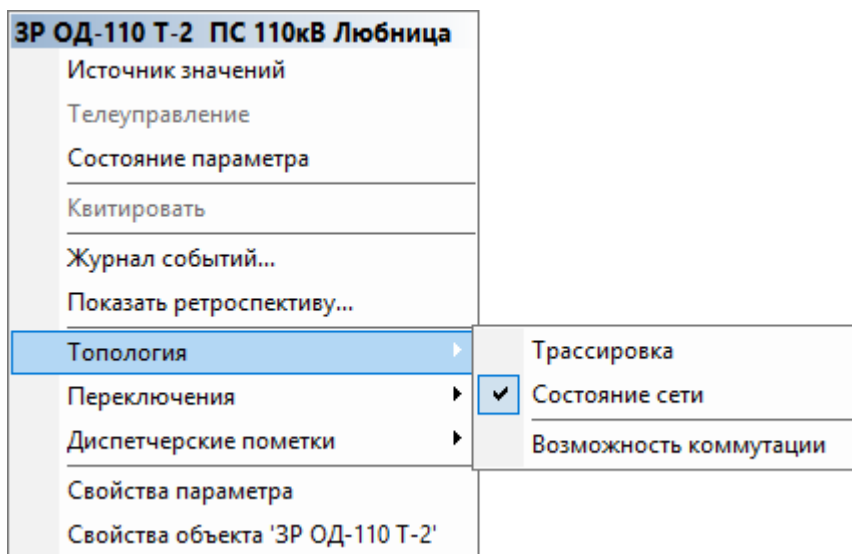 ЗР ОД-110 Т-2 ПС 110кВ Любница
Источник значений
Телеуправление
Состояние параметра
Квитировать
Журнал событий...
Показать ретроспективу...
Топология
Переключения
Диспетчерские пометки
Свойства параметра
Свойства объекта 'ЗР ОД-110 Т-2'
Трассировка
Состояние сети
Возможность коммутации